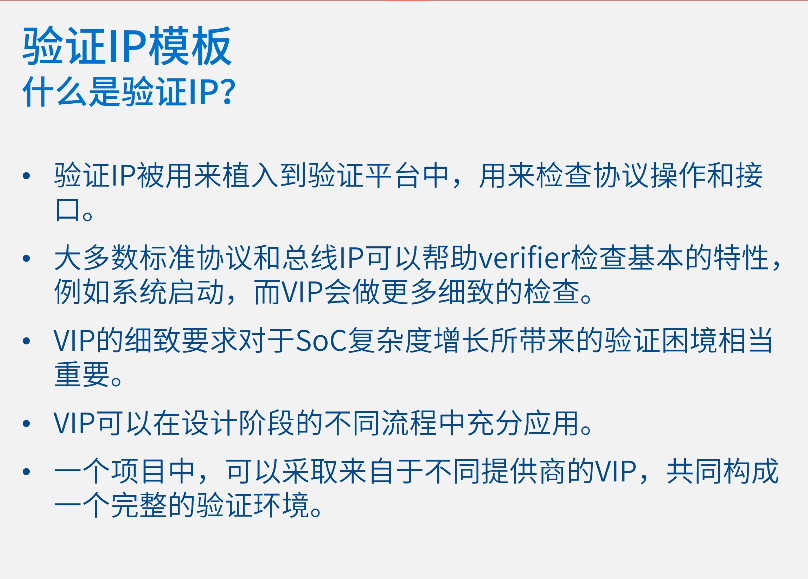 验证IP模板
什么是验证IP？
• 验证IP被用来植入到验证平台中，用来检查协议操作和接
口。
• 大多数标准协议和总线IP可以帮助verifier检查基本的特性，
例如系统启动，而VIP会做更多细致的检查。
• VIP的细致要求对于SoC复杂度增长所带来的验证困境相当
重要。
• VIP可以在设计阶段的不同流程中充分应用。
• 一个项目中，可以采取来自于不同提供商的VIP，共同构成
一个完整的验证环境。